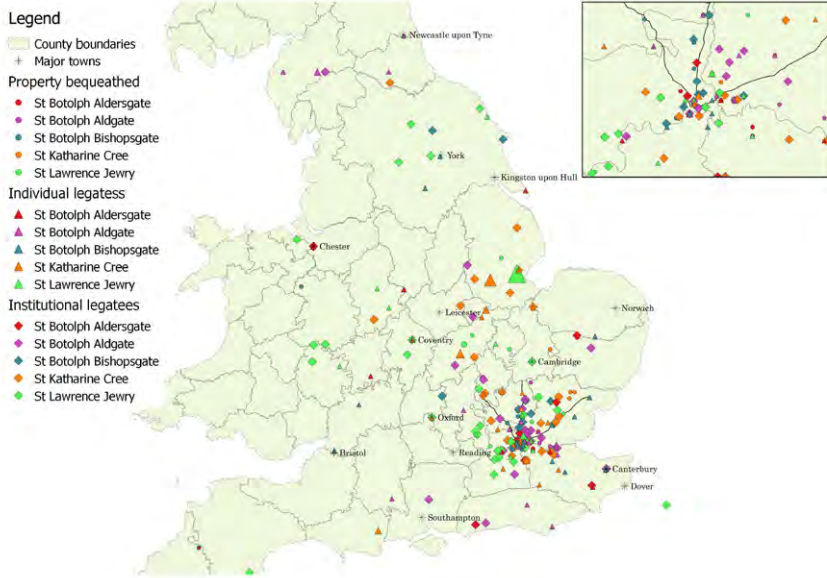 Legend
County boundaries
Major towns
Property bequeathed
St Botolph Aldersgate
St Botolph Aldgate
St Botolph Bishopsgate
St Katharine Cree
St Lawrence Jewry
Individual legatess
St Botolph Aldersgate
St Botolph Aldgate
St Botolph Bishopsgate
St Katharine Cree
St Lawrence Jewry
Institutional legatees
St Botolph Aldersgate
St Botolph Aldgate
St Botolph Bishopsgate
St Katharine Cree
St Lawrence Jewry
Newcastle upon Tyne
York
Kingston upon Hull
Chester
Leicester
Norwich
Coventry
Cambridge
Oxford
Bristol
Reading
Canterbury
Dover
Southampton